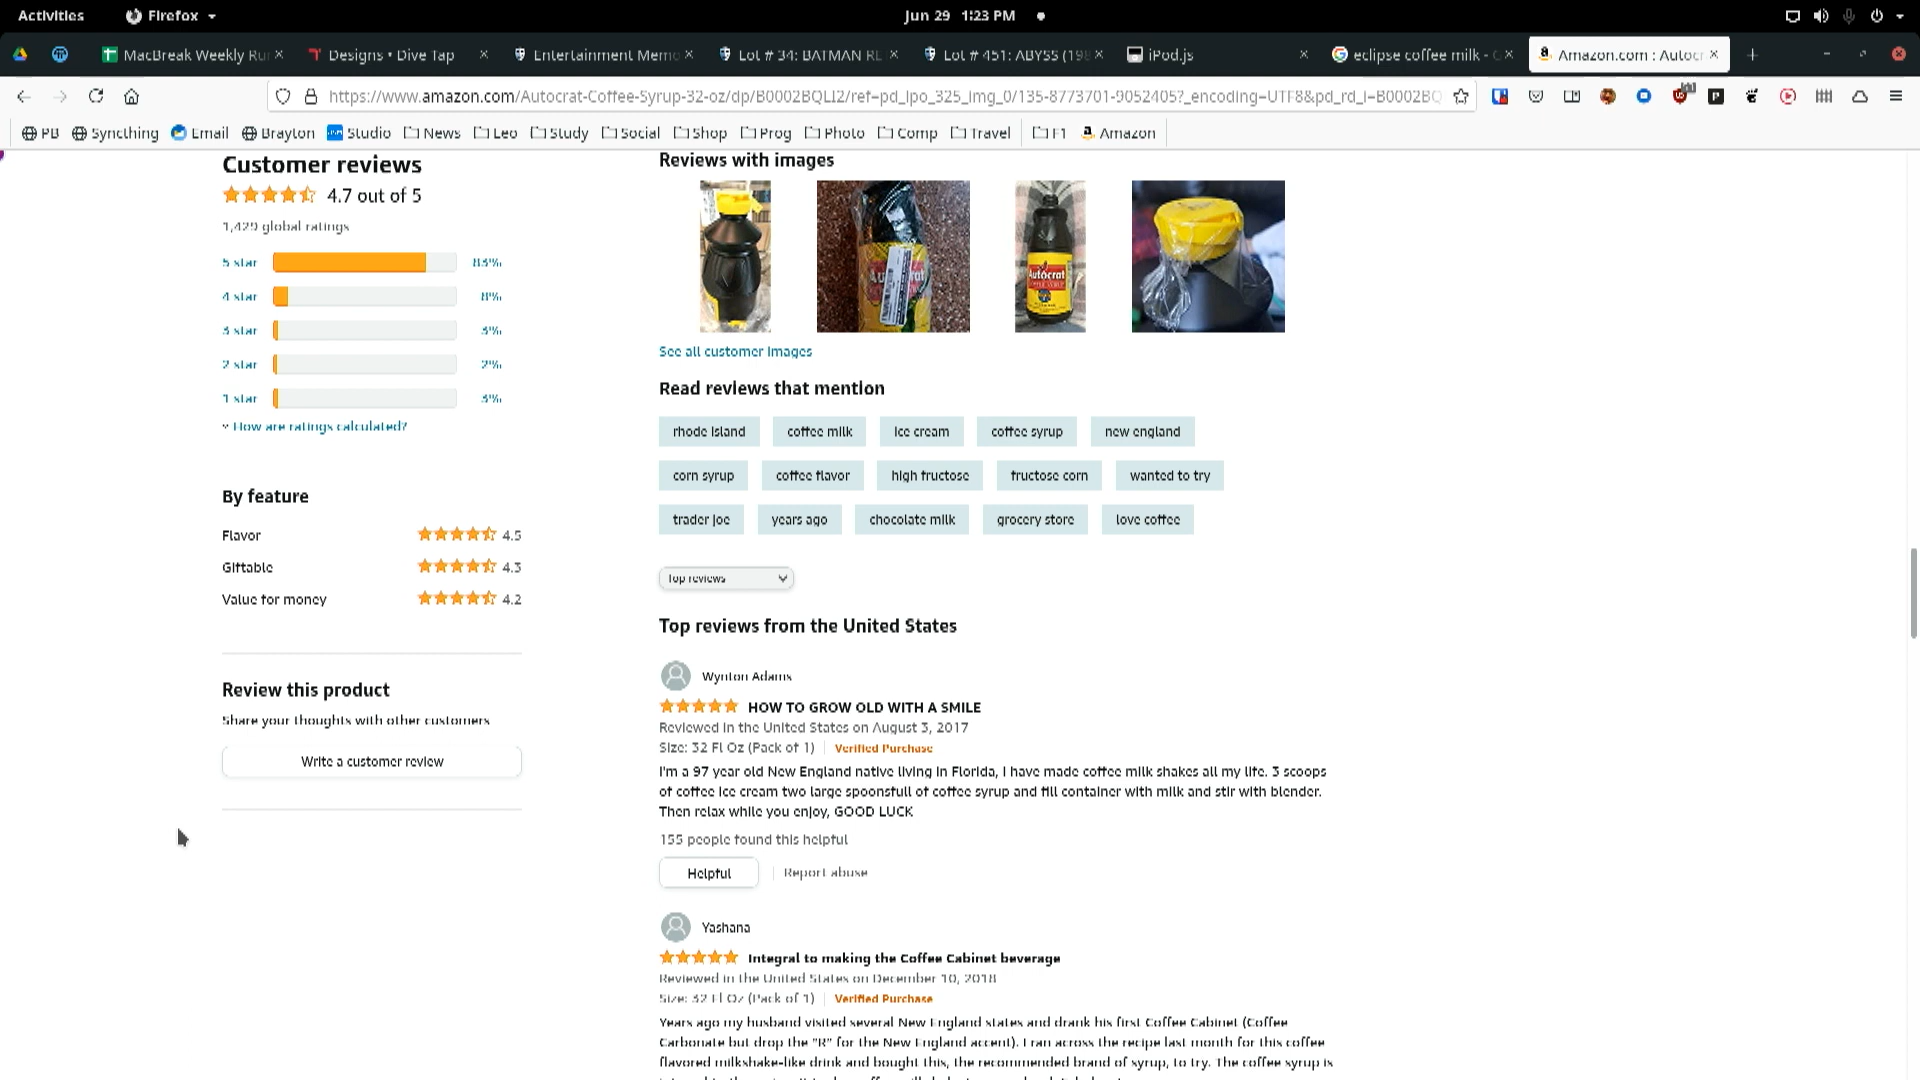 Activities Firefox Jun 29 1:23 PM
MacBreak Weekly Ru Designs • Dive Tap Entertainment Memo Lot # 34: BATMAN RE Lot # 451: ABYSS (198 iPod.js eclipse coffee milk - Amazon.com : Autocr
https://www.amazon.com/Autocrat-Coffee-Syrup-32-oz/dp/B0002BQLI2/ref=pd_lpo_325_img_0/135-8773701-9052405?_encoding=UTF8&pd_rd_i=B0002BQ
PB Syncthing Email Brayton Studio News Leo Study Social Shop Prog Photo Comp Travel F1 Amazon
Customer reviews
4.7 out of 5
1,429 global ratings
5 star 83%
4 star 8%
3 star 3%
2 star 2%
1 star 3%
How are ratings calculated?
By feature
Flavor 4.5
Giftable 4.3
Value for money 4.2
Review this product
Share your thoughts with other customers
Write a customer review
Reviews with images
Autocrat
COFFEE SYRUP
See all customer images
Read reviews that mention
rhode island coffee milk ice cream coffee syrup new england
corn syrup coffee flavor high fructose fructose corn wanted to try
trader joe years ago chocolate milk grocery store love coffee
Top reviews
Top reviews from the United States
Wynton Adams
HOW TO GROW OLD WITH A SMILE
Reviewed in the United States on August 3, 2017
Size: 32 Fl Oz (Pack of 1) Verified Purchase
I'm a 97 year old New England native living in Florida, I have made coffee milk shakes all my life. 3 scoops
of coffee ice cream two large spoonsfull of coffee syrup and fill container with milk and stir with blender.
Then relax while you enjoy, GOOD LUCK
155 people found this helpful
Helpful Report abuse
Yashana
Integral to making the Coffee Cabinet beverage
Reviewed in the United States on December 10, 2018
Size: 32 Fl Oz (Pack of 1) Verified Purchase
Years ago my husband visited several New England states and drank his first Coffee Cabinet (Coffee
Carbonate but drop the "R" for the New England accent). I ran across the recipe last month for this coffee
flavored milkshake-like drink and bought this, the recommended brand of syrup, to try. The coffee syrup is